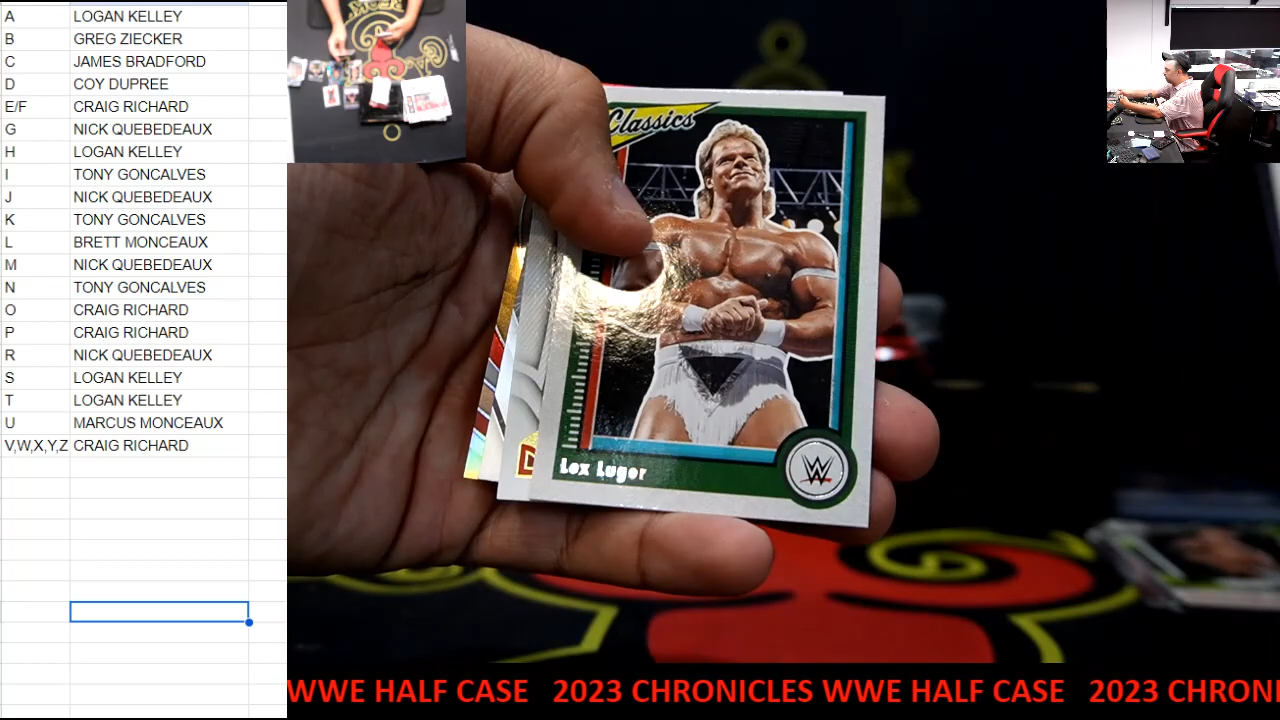 A LOGAN KELLEY
B GREG ZIECKER
C JAMES BRADFORD
D COY DUPREE
E/F CRAIG RICHARD
G NICK QUEBEDEAUX
H LOGAN KELLEY
I TONY GONCALVES
J NICK QUEBEDEAUX
K TONY GONCALVES
L BRETT MONCEAUX
M NICK QUEBEDEAUX
N TONY GONCALVES
O CRAIG RICHARD
P CRAIG RICHARD
R NICK QUEBEDEAUX
S LOGAN KELLEY
T LOGAN KELLEY
U MARCUS MONCEAUX
V,W,X,Y,Z CRAIG RICHARD
Classics
Lex Luger
W
WWE HALF CASE 2023 CHRONICLES WWE HALF CASE 2023 CHRON